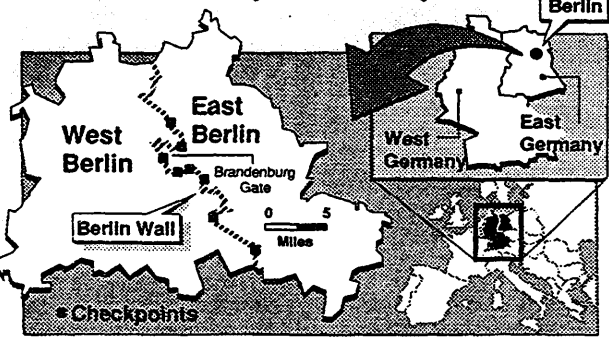 Berlin
West
Berlin
East
Berlin
Brandenburg
Gate
Berlin Wall
0 5
Miles
Checkpoints
West
Germany
East
Germany